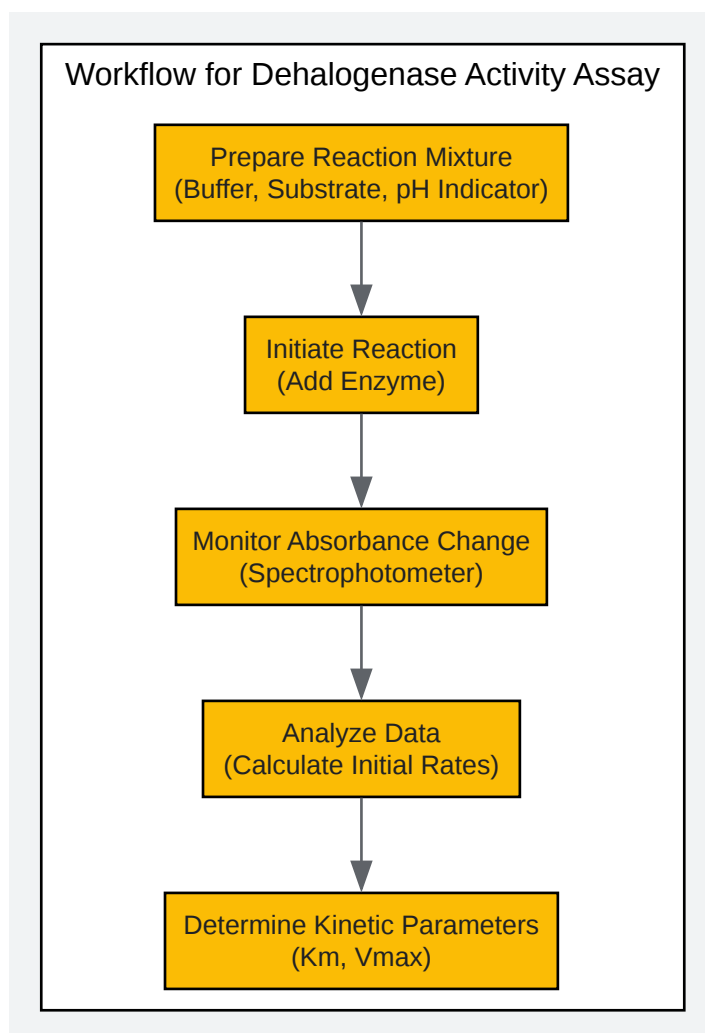 Workflow for Dehalogenase Activity Assay
Prepare Reaction Mixture
(Buffer, Substrate, pH Indicator)
Initiate Reaction
(Add Enzyme)
Monitor Absorbance Change
(Spectrophotometer)
Analyze Data
(Calculate Initial Rates)
Determine Kinetic Parameters
(Km, Vmax)